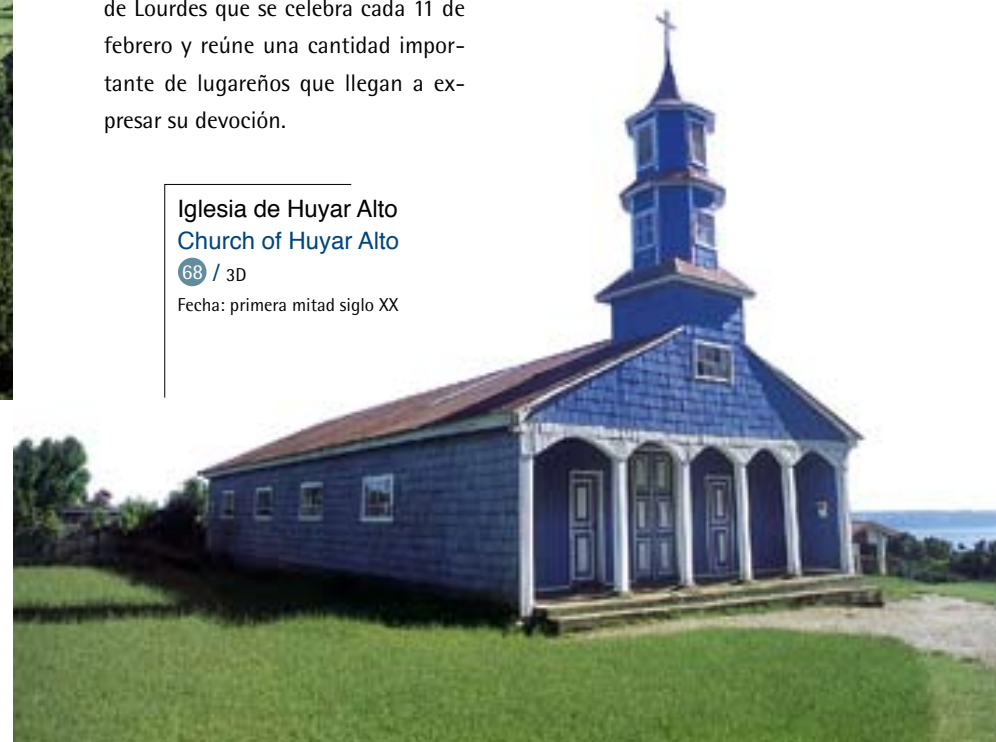 de Lourdes que se celebra cada 11 de
febrero y reúne una cantidad impor-
tante de lugareños que llegan a ex-
presar su devoción.
Iglesia de Huyar Alto
Church of Huyar Alto
68 / 3D
Fecha: primera mitad siglo XX